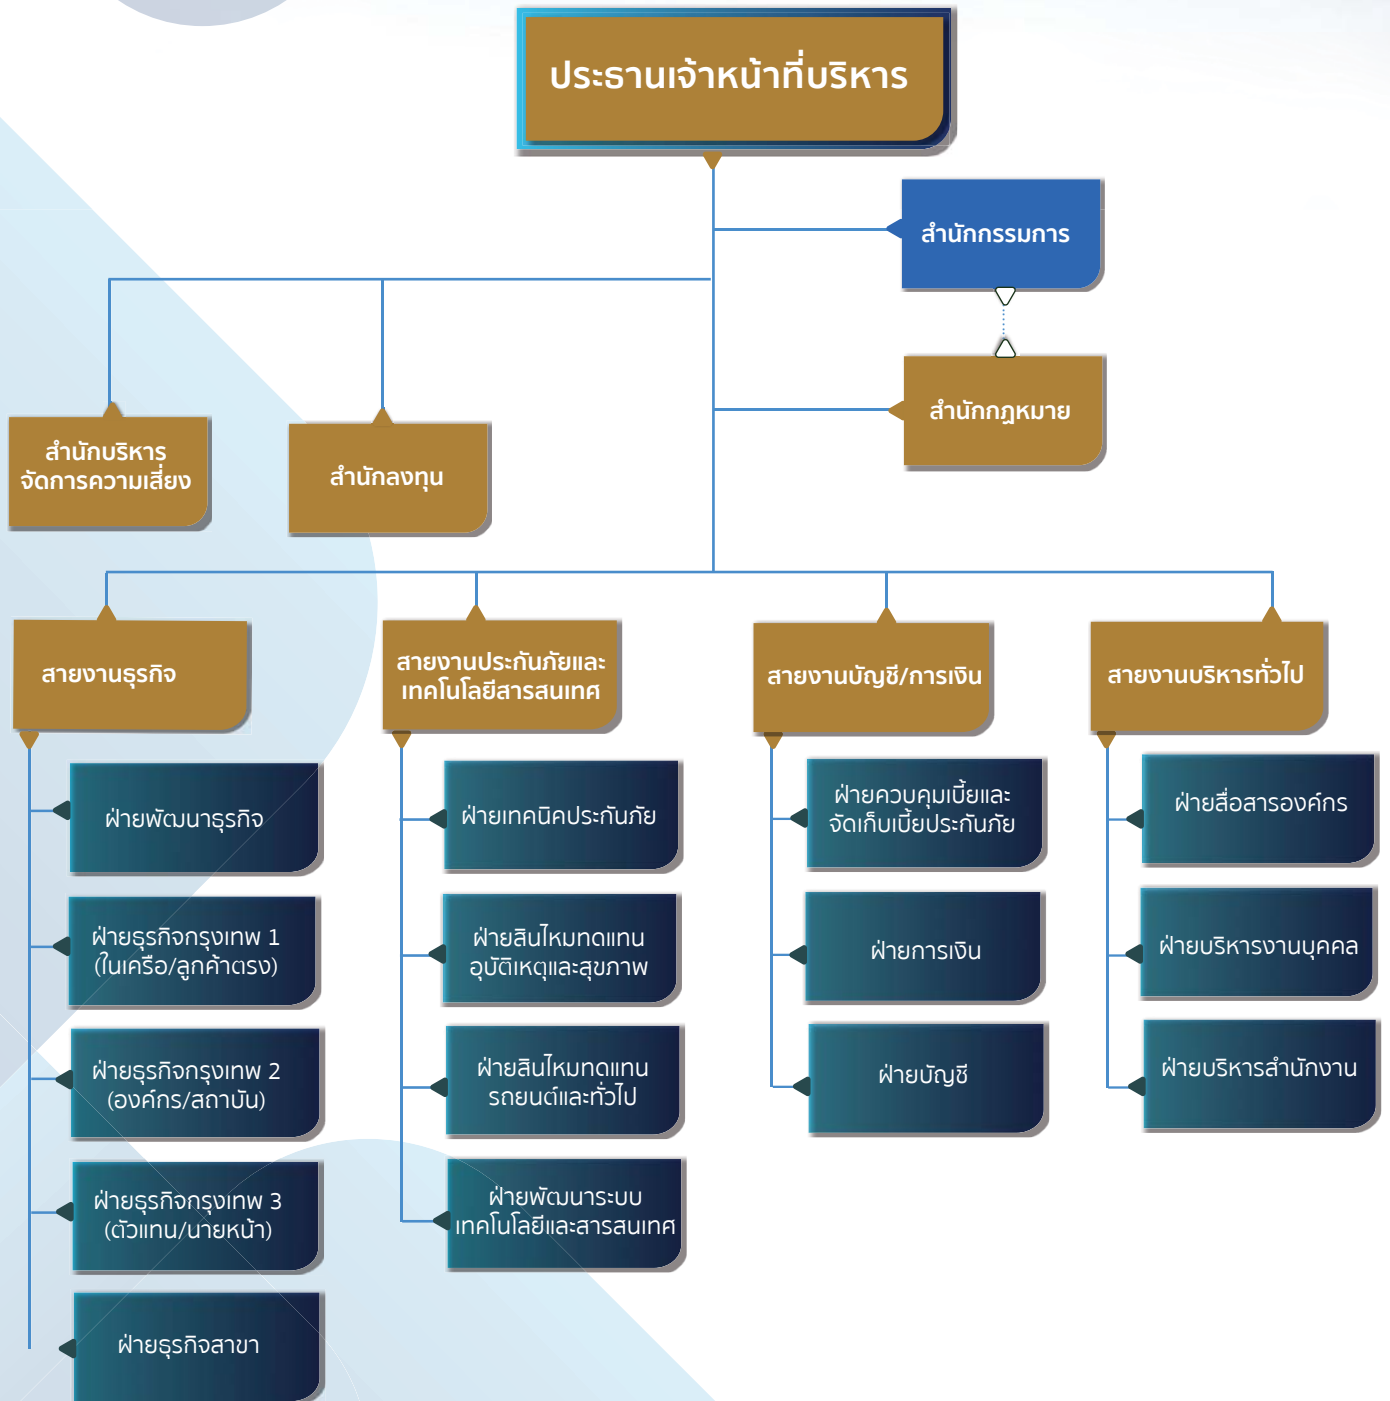 ประธานเจ้าหน้าที่บริหาร
สำนักกรรมการ
สำนักกฎหมาย
สำนักบริหาร
จัดการความเสี่ยง
สำนักลงทุน
สายงานธุรกิจ
ฝ่ายพัฒนาธุรกิจ
ฝ่ายธุรกิจกรุงเทพ 1
(ในเครือ/ลูกค้าตรง)
ฝ่ายธุรกิจกรุงเทพ 2
(องค์กร/สถาบัน)
ฝ่ายธุรกิจกรุงเทพ 3
(ตัวแทน/นายหน้า)
ฝ่ายธุรกิจสาขา
สายงานประกันภัยและ
เทคโนโลยีสารสนเทศ
ฝ่ายเทคนิคประกันภัย
ฝ่ายสินไหมทดแทน
อุบัติเหตุและสุขภาพ
ฝ่ายสินไหมทดแทน
รถยนต์และทั่วไป
ฝ่ายพัฒนาระบบ
เทคโนโลยีและสารสนเทศ
สายงานบัญชี/การเงิน
ฝ่ายควบคุมเบี้ยและ
จัดเก็บเบี้ยประกันภัย
ฝ่ายการเงิน
ฝ่ายบัญชี
สายงานบริหารทั่วไป
ฝ่ายสื่อสารองค์กร
ฝ่ายบริหารงานบุคคล
ฝ่ายบริหารสำนักงาน